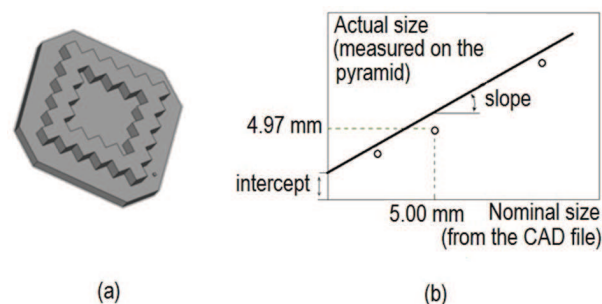 Actual size
(measured on the
pyramid)
slope
4.97 mm
intercept
5.00 mm
Nominal size
(from the CAD file)
(a)
(b)